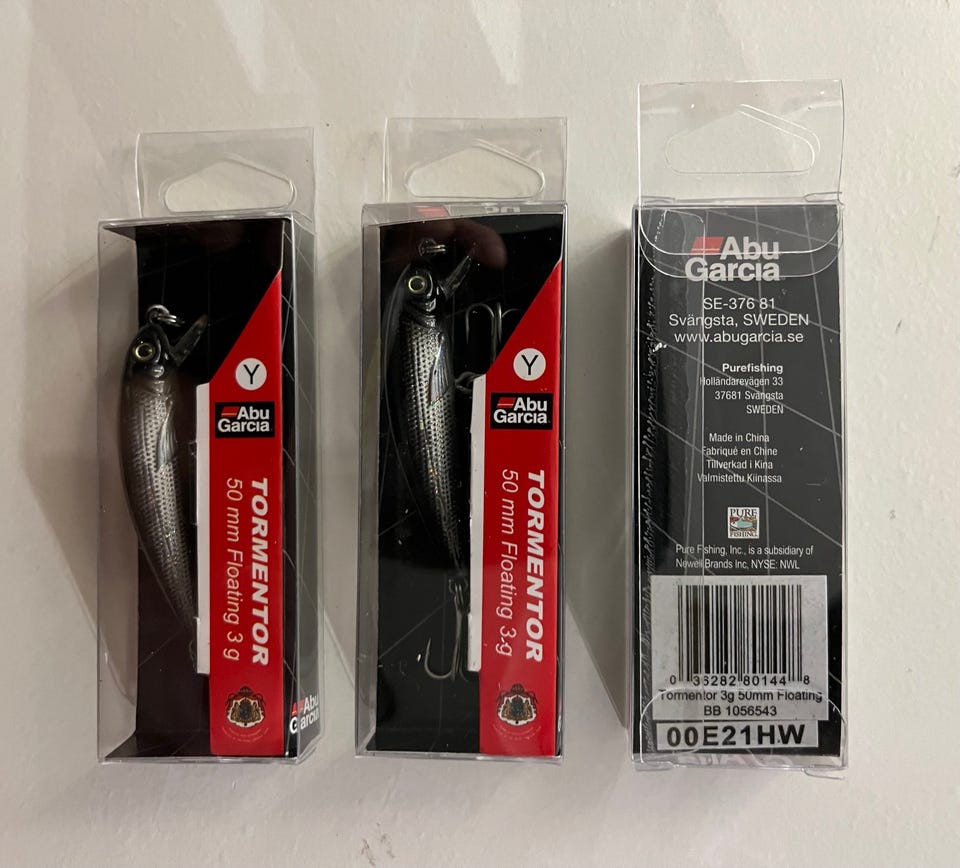 Y
Abu
Garcia
TORMENTOR
50 mm Floating 3 g
Abu
Garcia
Y
Abu
Garcia
TORMENTOR
50 mm Floating 3 g
Abu
Garcia
SE-376 81
Svängsta, SWEDEN
www.abugarcia.se
Purefishing
Holländarevägen 33
37681 Svängsta
SWEDEN
Made in China
Fabriqué en Chine
Tillverkad i Kina
Valmistettu Kiinassa
PURE
FISHING
Pure Fishing, Inc., is a subsidiary of
Newell Brands Inc, NYSE: NWL
0 36282 80144 8
Tormentor 3g 50mm Floating
BB 1056543
00E21HW